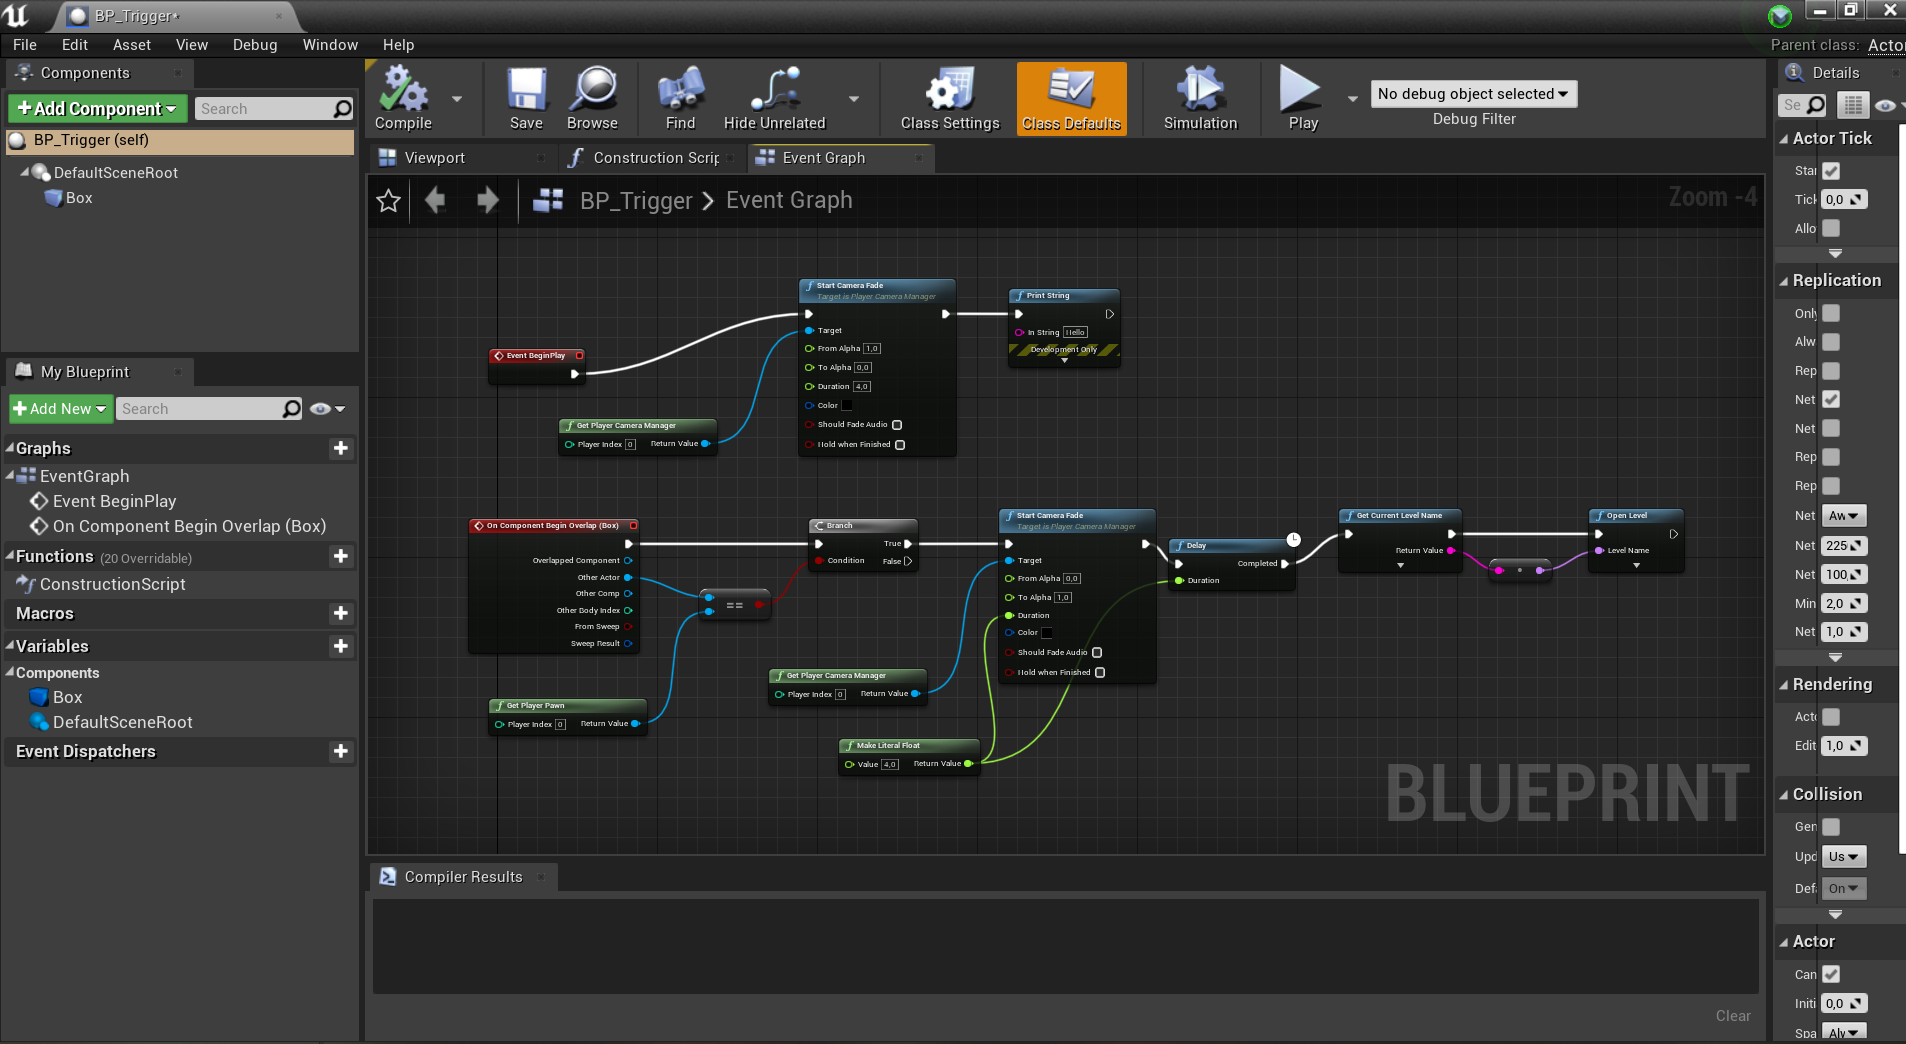 BP_Trigger*
File Edit Asset View Debug Window Help
Parent class: Acto
Components
Add Component
Search
BP_Trigger (self)
DefaultSceneRoot
Box
My Blueprint
Add New
Search
Graphs
EventGraph
Event BeginPlay
On Component Begin Overlap (Box)
Functions (20 Overridable)
ConstructionScript
Macros
Variables
Components
Box
DefaultSceneRoot
Event Dispatchers
Compile
Save
Browse
Find
Hide Unrelated
Class Settings
Class Defaults
Simulation
Play
No debug object selected
Debug Filter
Viewport
Construction Scrip
Event Graph
BP_Trigger > Event Graph
Zoom -4
Event BeginPlay
Get Player Camera Manager
Player Index 0 Return Value
Start Camera Fade
Target is Player Camera Manager
Target
From Alpha 1,0
To Alpha 0,0
Duration 4,0
Color
Should Fade Audio
Hold when Finished
Print String
In String Hello
Development Only
On Component Begin Overlap (Box)
Overlapped Component
Other Actor
Other Comp
Other Body Index
From Sweep
Sweep Result
Get Player Pawn
Player Index 0 Return Value
==
Branch
True
Condition False
Get Player Camera Manager
Player Index 0 Return Value
Make Literal Float
Value 4,0 Return Value
Start Camera Fade
Target is Player Camera Manager
Target
From Alpha 0,0
To Alpha 1,0
Duration
Color
Should Fade Audio
Hold when Finished
Delay
Completed
Duration
Get Current Level Name
Return Value
Open Level
Level Name
BLUEPRINT
Compiler Results
Clear
Details
Se
Actor Tick
Star
Tick 0,0
Allo
Replication
Only
Alw
Rep
Net
Net
Rep
Rep
Net Aw
Net 225
Net 100,
Min 2,0
Net 1,0
Rendering
Acto
Edit 1,0
Collision
Gen
Upd Us
Def On
Actor
Can
Initi 0,0
Spa Alv